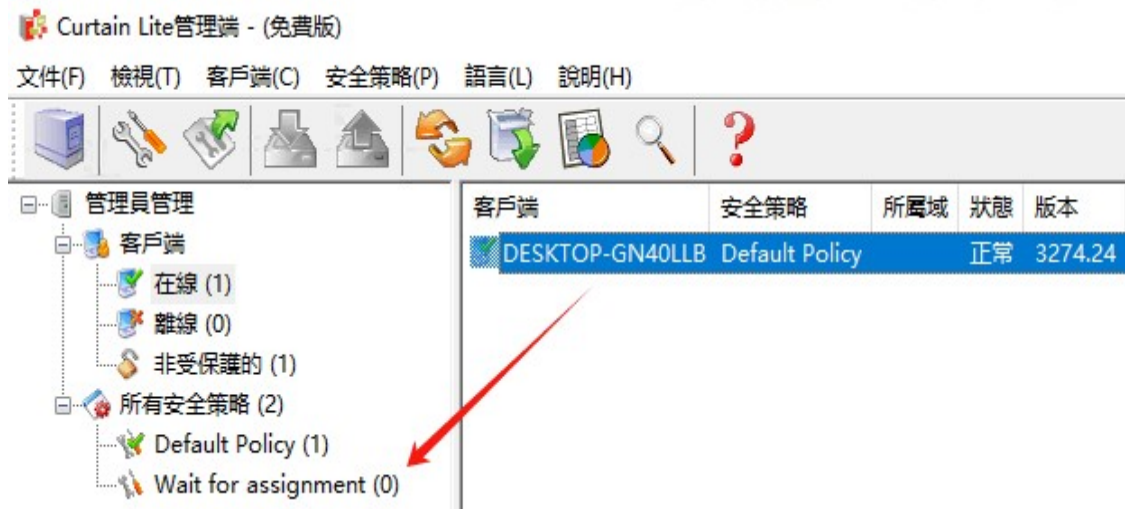 Curtain Lite管理端 - (免費版)
文件(F) 檢視(T) 客戶端(C) 安全策略(P) 語言(L) 說明(H)
管理員管理
客戶端
在線 (1)
離線 (0)
非受保護的 (1)
所有安全策略 (2)
Default Policy (1)
Wait for assignment (0)
客戶端 安全策略 所屬域 狀態 版本
DESKTOP-GN40LLB Default Policy 正常 3274.24